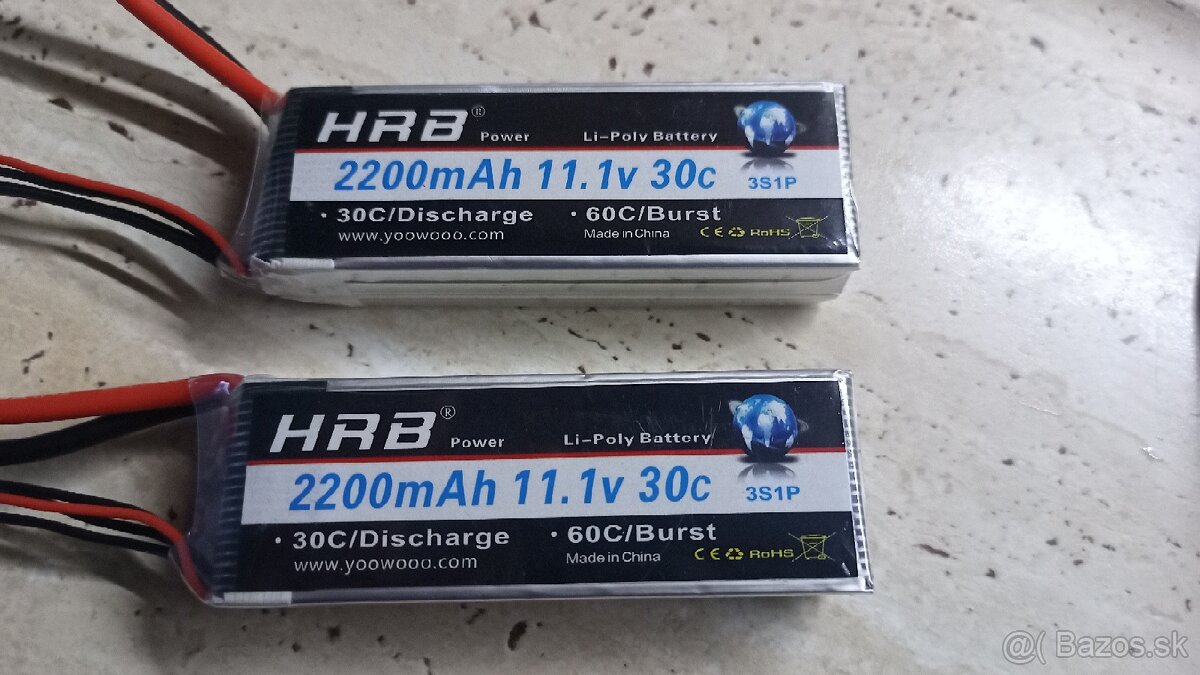 HRB® Power Li-Poly Battery
2200mAh 11.1v 30c 3S1P
· 30C/Discharge · 60C/Burst
www.yoowooo.com Made in China CE RoHS
HRB® Power Li-Poly Battery
2200mAh 11.1v 30c 3S1P
· 30C/Discharge · 60C/Burst
www.yoowooo.com Made in China CE RoHS
@( Bazos.sk